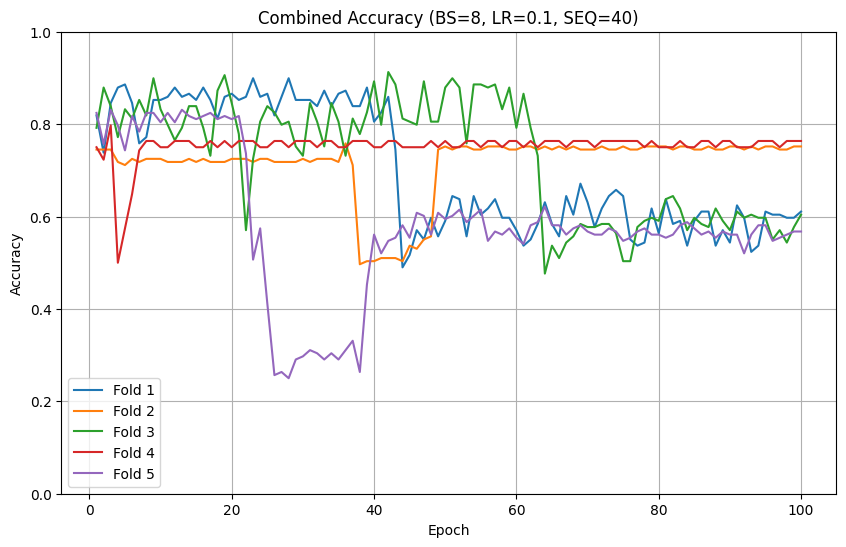 Combined Accuracy (BS=8, LR=0.1, SEQ=40)
Accuracy
1.0
0.8
0.6
0.4
0.2
0.0
Fold 1
Fold 2
Fold 3
Fold 4
Fold 5
0 20 40 60 80 100
Epoch